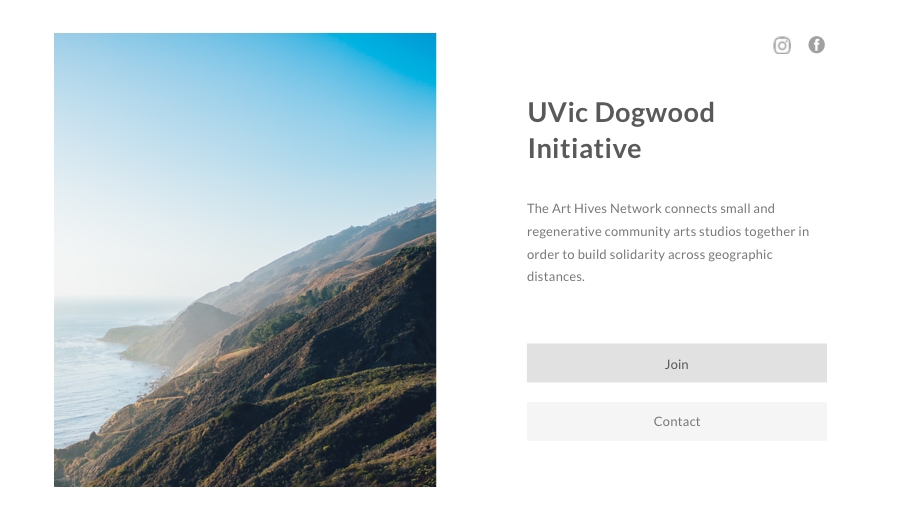 UVic Dogwood
Initiative
The Art Hives Network connects small and
regenerative community arts studios together in
order to build solidarity across geographic
distances.
Join
Contact